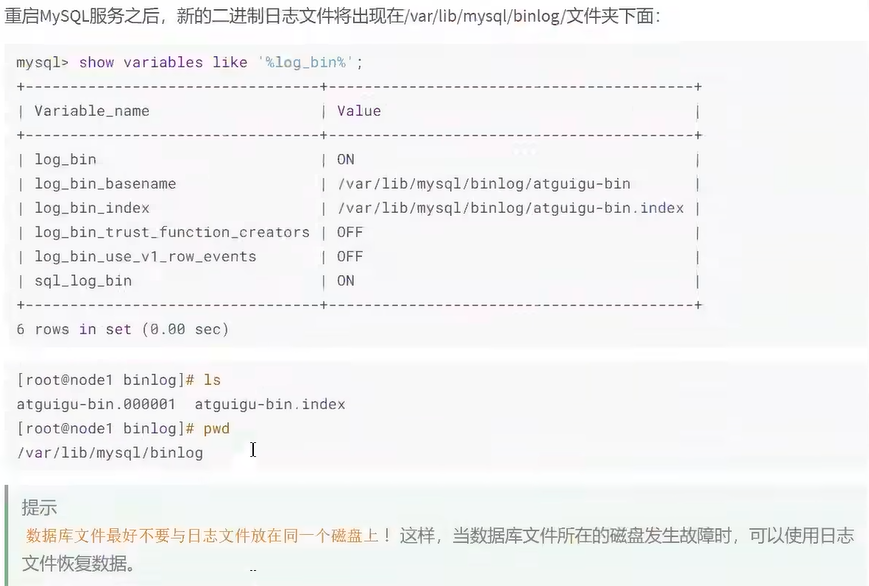 重启MySQL服务之后，新的二进制日志文件将出现在/var/lib/mysql/binlog/文件夹下面：
mysql> show variables like '%log_bin%';
+--------------------------------+-----------------------------------------+
| Variable_name | Value |
+--------------------------------+-----------------------------------------+
| log_bin | ON |
| log_bin_basename | /var/lib/mysql/binlog/atguigu-bin |
| log_bin_index | /var/lib/mysql/binlog/atguigu-bin.index |
| log_bin_trust_function_creators | OFF |
| log_bin_use_v1_row_events | OFF |
| sql_log_bin | ON |
+--------------------------------+-----------------------------------------+
6 rows in set (0.00 sec)
[root@node1 binlog]# ls
atguigu-bin.000001 atguigu-bin.index
[root@node1 binlog]# pwd
/var/lib/mysql/binlog
提示
数据库文件最好不要与日志文件放在同一个磁盘上！这样，当数据库文件所在的磁盘发生故障时，可以使用日志
文件恢复数据。